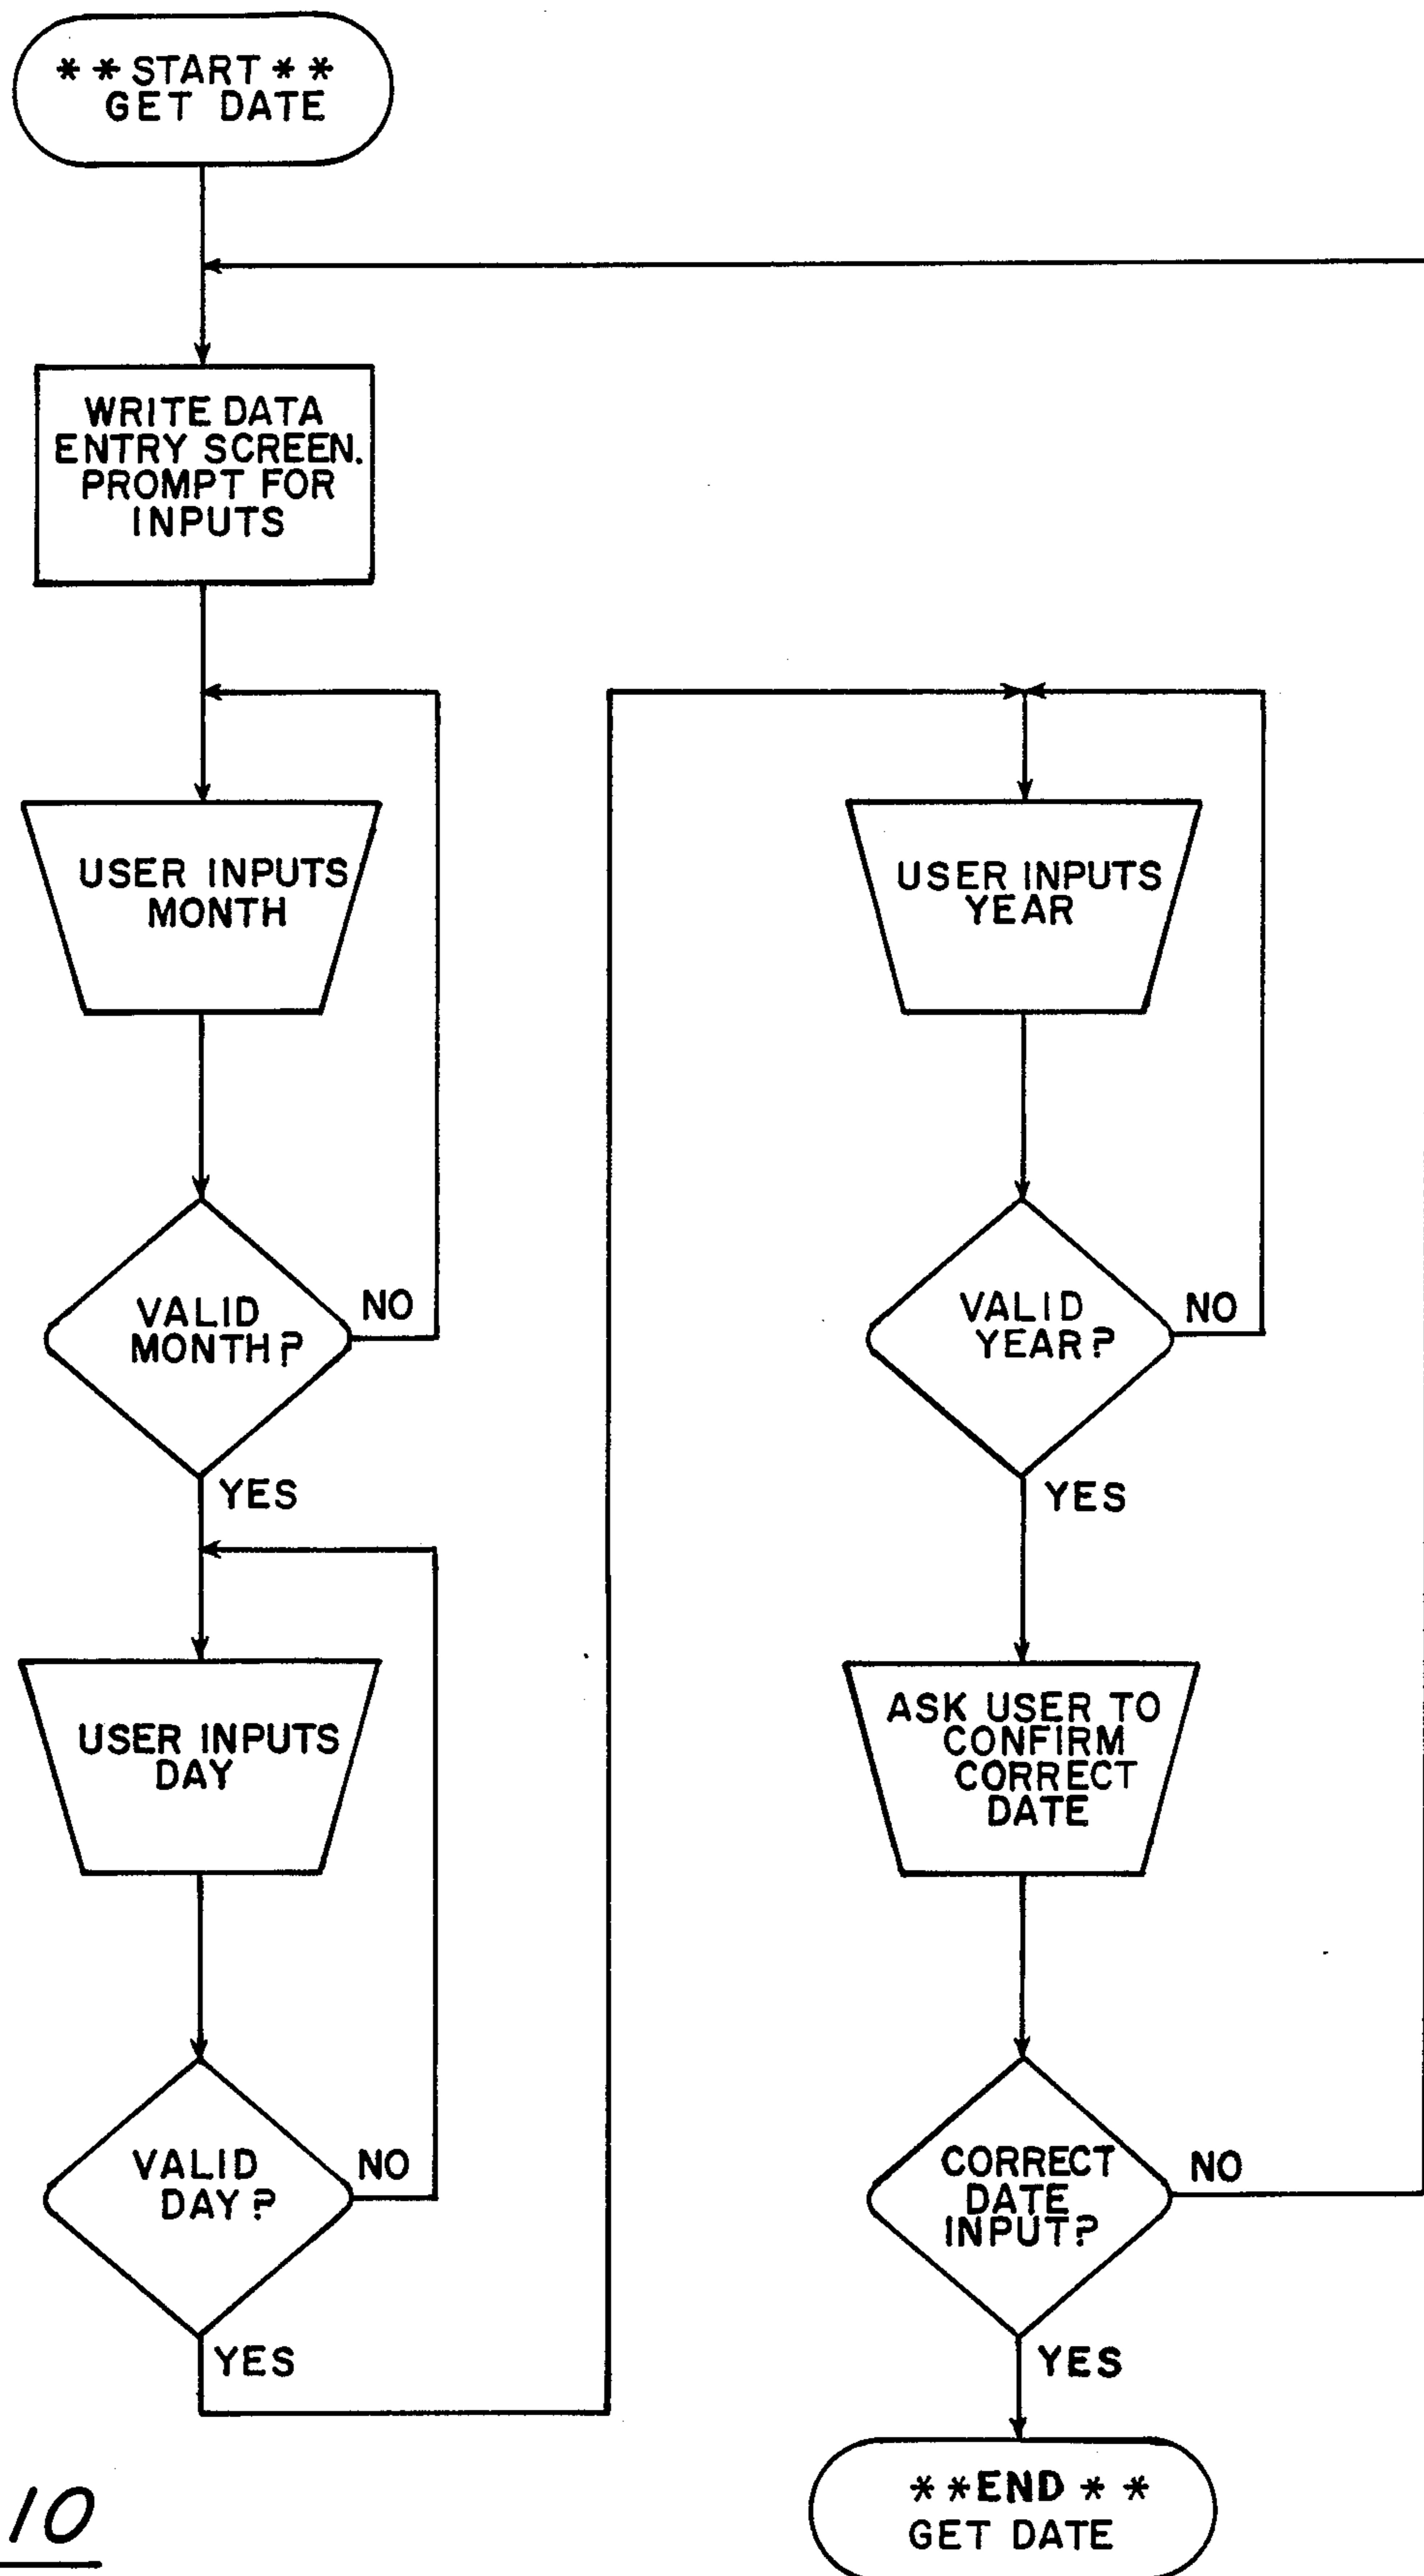 * * START * *
GET DATE
WRITE DATA
ENTRY SCREEN.
PROMPT FOR
INPUTS
USER INPUTS
MONTH
VALID
MONTH?
NO
YES
USER INPUTS
DAY
VALID
DAY?
NO
YES
USER INPUTS
YEAR
VALID
YEAR?
NO
YES
ASK USER TO
CONFIRM
CORRECT
DATE
CORRECT
DATE
INPUT?
NO
YES
* * END * *
GET DATE
10